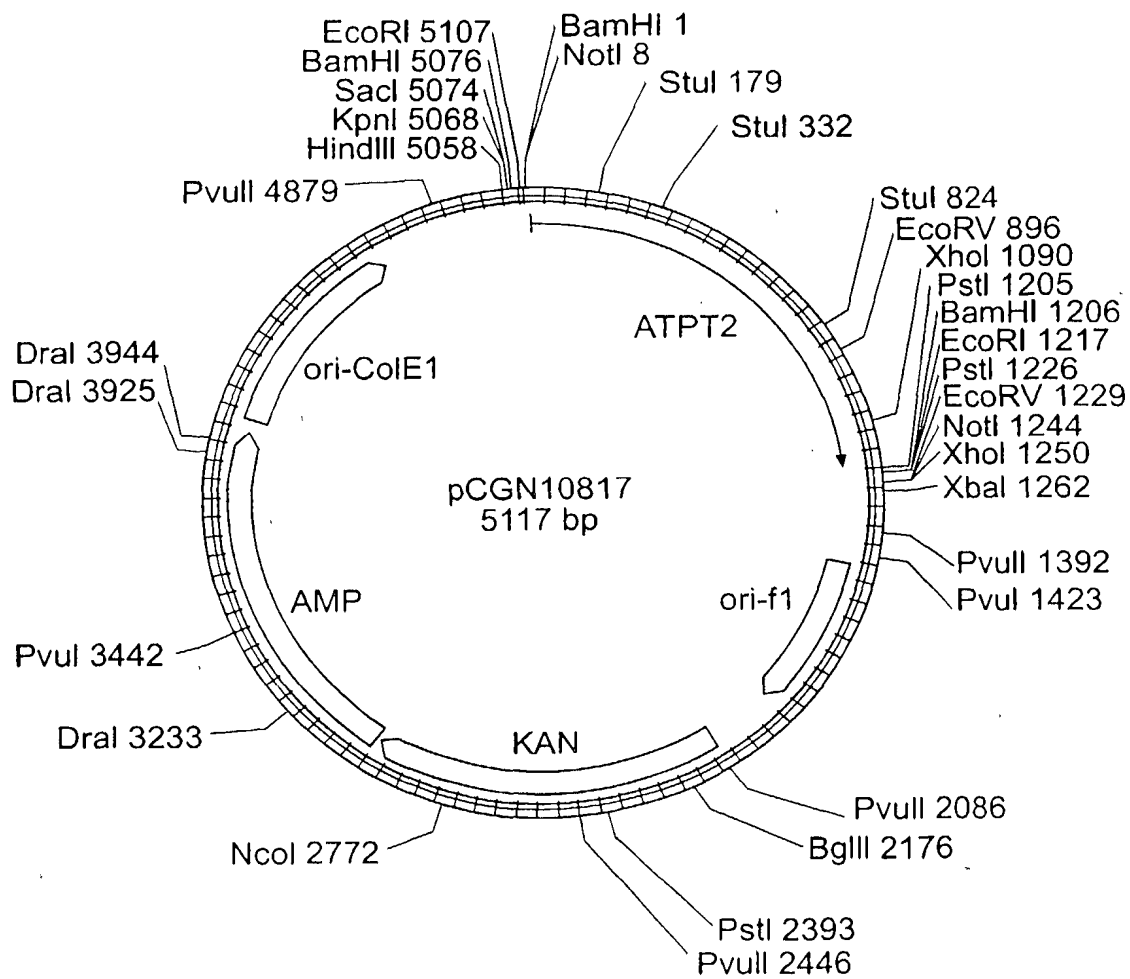 EcoRI 5107
BamHI 5076
SacI 5074
KpnI 5068
HindIII 5058
PvuII 4879
BamHI 1
NotI 8
StuI 179
StuI 332
StuI 824
EcoRV 896
XhoI 1090
PstI 1205
BamHI 1206
EcoRI 1217
PstI 1226
EcoRV 1229
NotI 1244
XhoI 1250
XbaI 1262
PvuII 1392
PvuI 1423
ATPT2
ori-ColE1
DraI 3944
DraI 3925
pCGN10817
5117 bp
ori-f1
AMP
PvuI 3442
DraI 3233
KAN
NcoI 2772
PvuII 2086
BglII 2176
PstI 2393
PvuII 2446